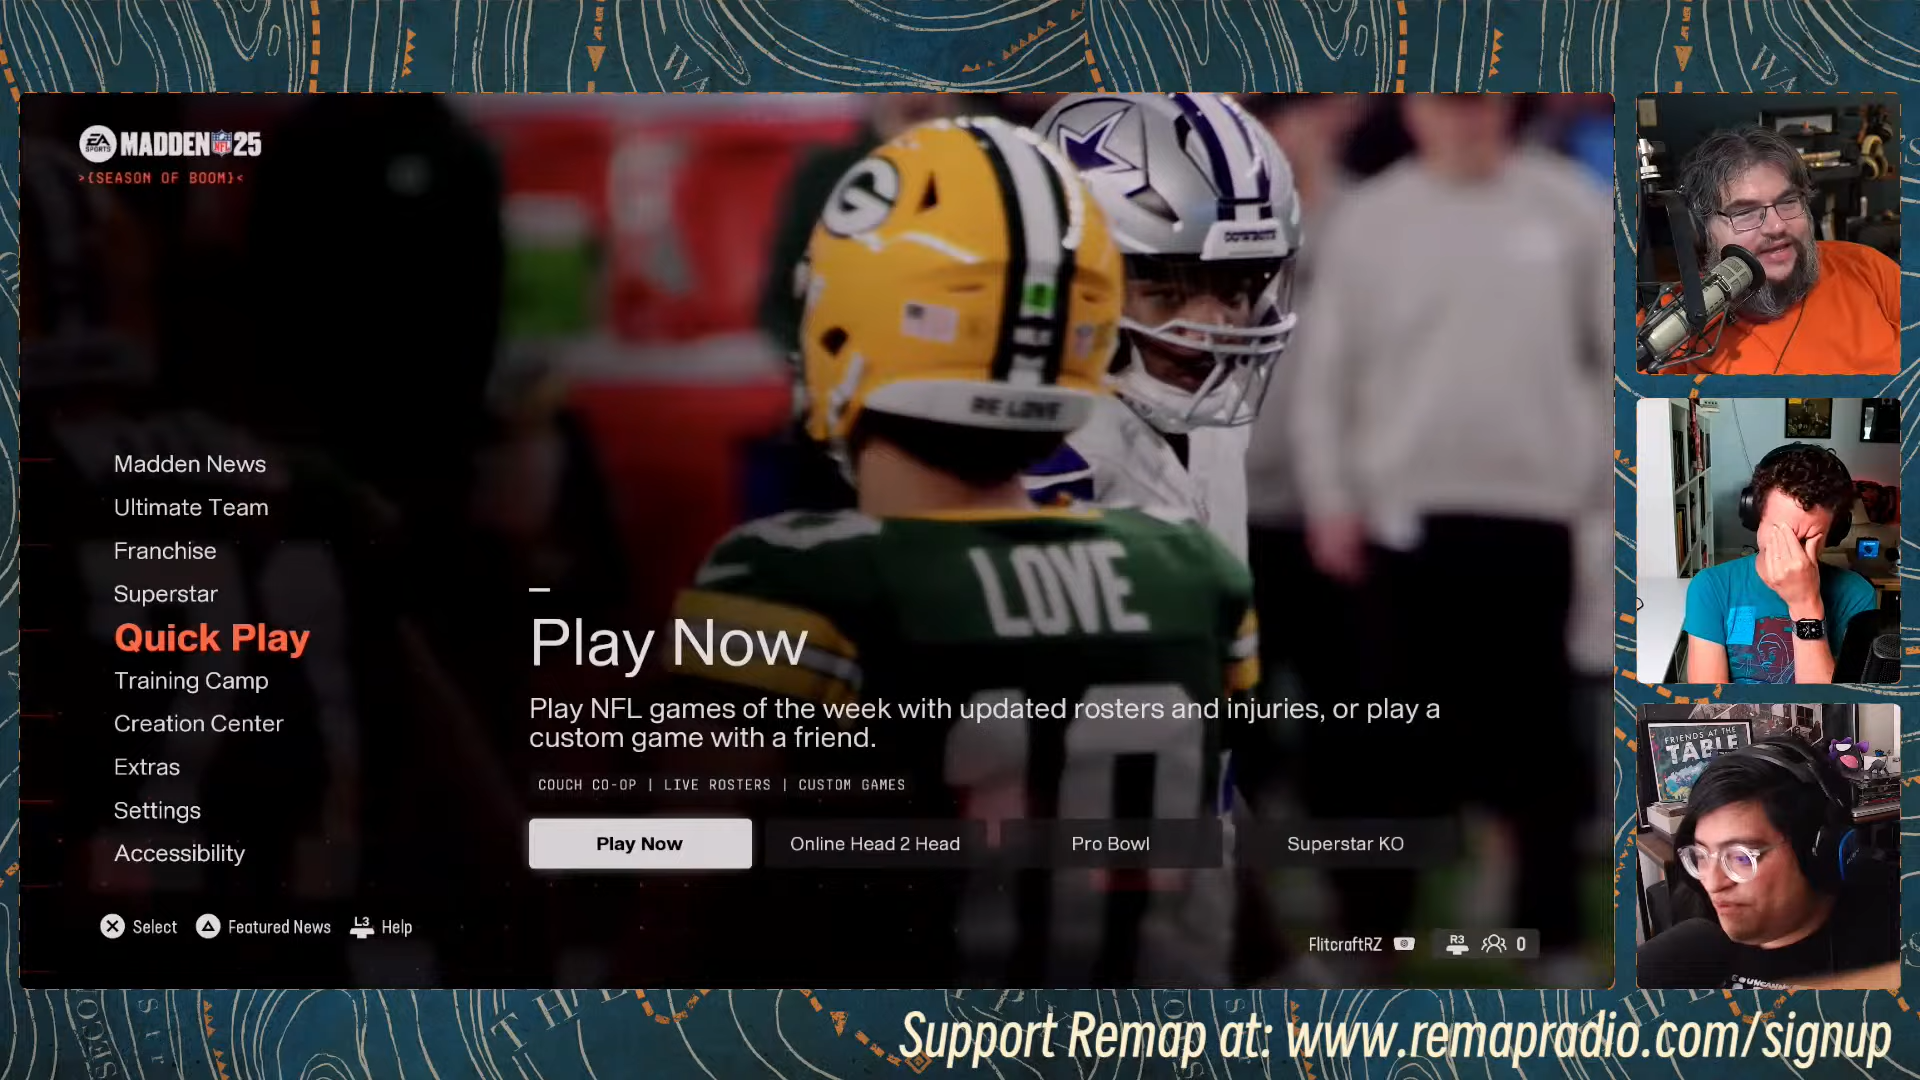 EA SPORTS MADDEN NFL 25
>{SEASON OF BOOM}<
Madden News
Ultimate Team
Franchise
Superstar
Quick Play
Training Camp
Creation Center
Extras
Settings
Accessibility
G
COWBOYS
LOVE
10
Play Now
Play NFL games of the week with updated rosters and injuries, or play a
custom game with a friend.
COUCH CO-OP | LIVE ROSTERS | CUSTOM GAMES
Play Now
Online Head 2 Head
Pro Bowl
Superstar KO
Select
Featured News
L3
Help
FlitcraftRZ
R3
0
FRIENDS AT THE
TABLE
Support Remap at: www.remapradio.com/signup